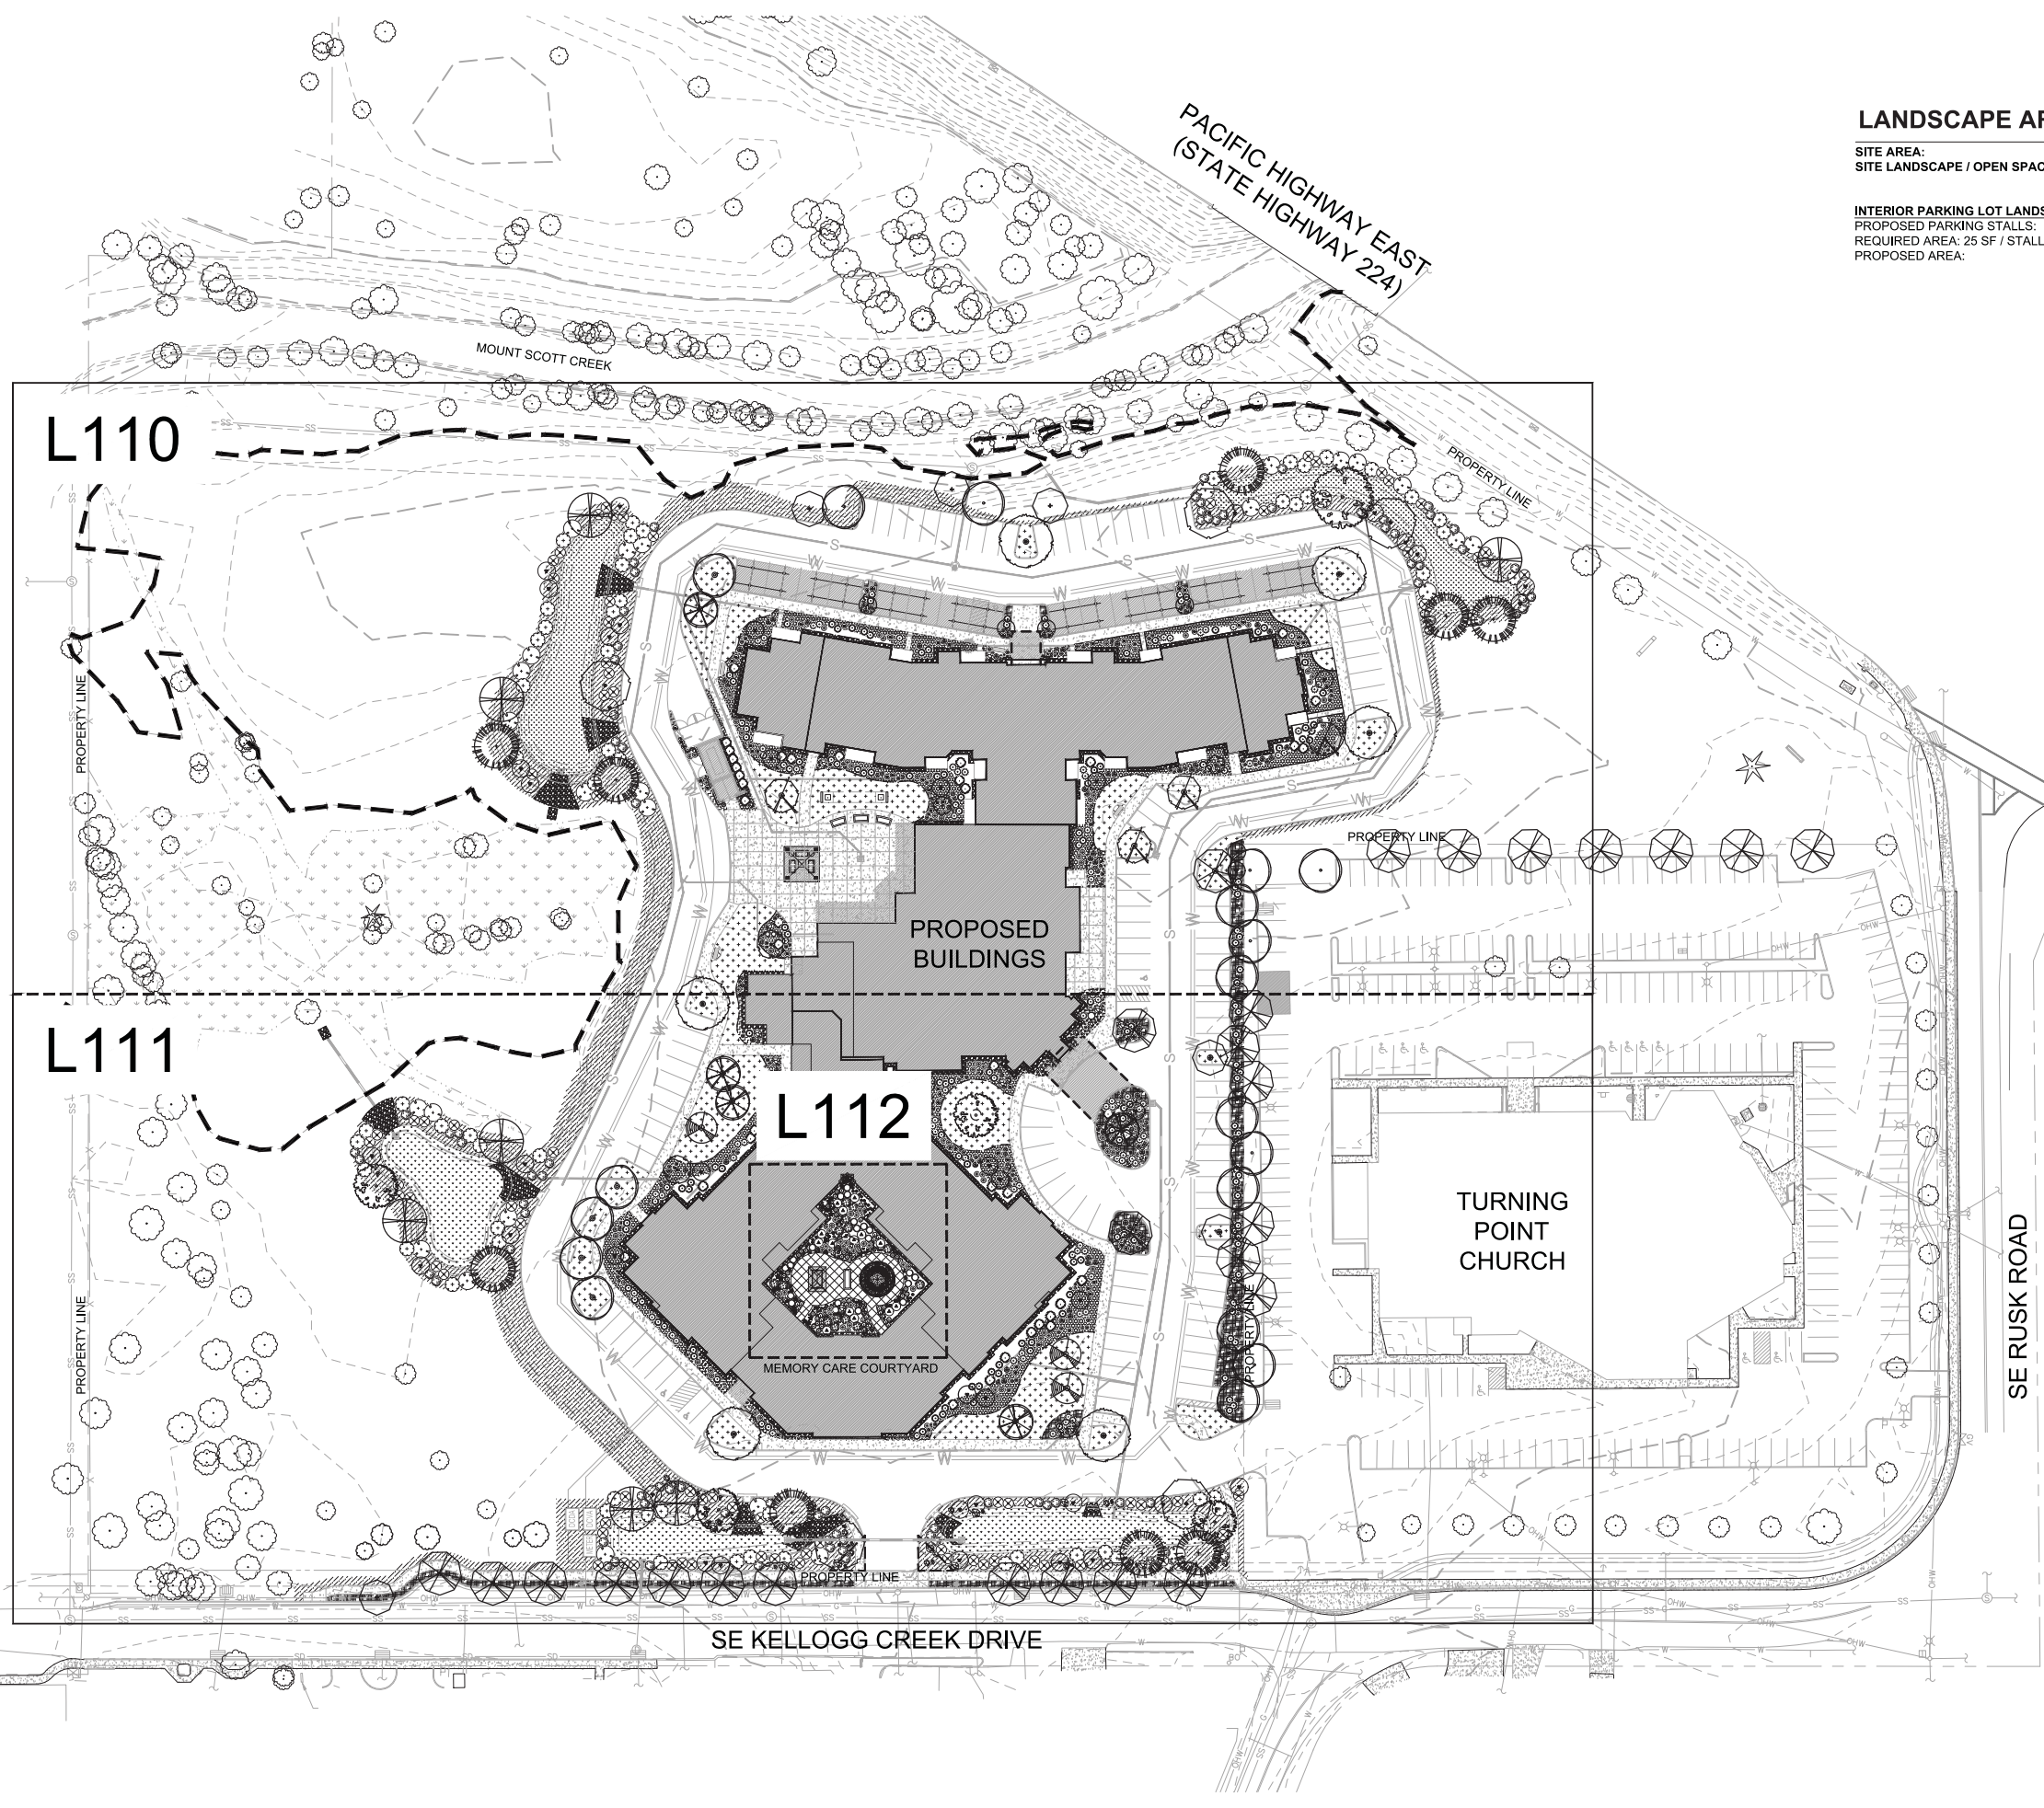 PACIFIC HIGHWAY EAST
(STATE HIGHWAY 224)
LANDSCAPE
SITE AREA:
SITE LANDSCAPE / OPEN
INTERIOR PARKING LOT
PROPOSED PARKING STALLS:
REQUIRED AREA: 25 SF / STALL
PROPOSED AREA:
MOUNT SCOTT CREEK
L110
PROPERTY LINE
PROPERTY LINE
PROPERTY LINE
PROPOSED
BUILDINGS
L111
L112
TURNING
POINT
CHURCH
PROPERTY LINE
PROPERTY LINE
MEMORY CARE COURTYARD
SE RUSK ROAD
PROPERTY LINE
SE KELLOGG CREEK DRIVE